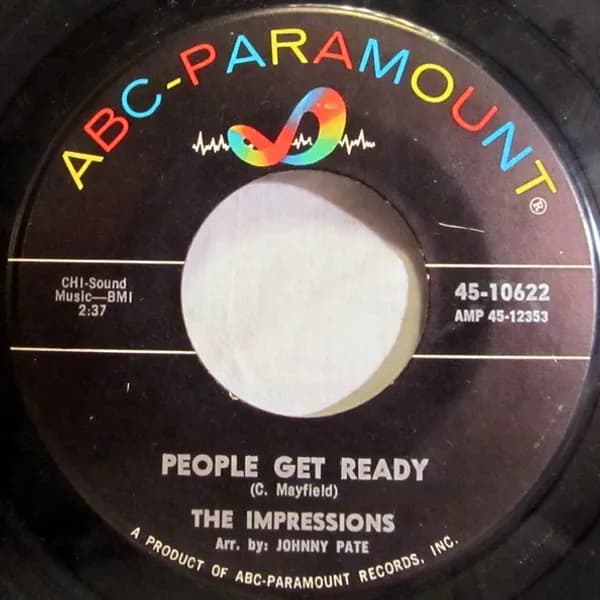 ABC-PARAMOUNT®
CHI-Sound
Music—BMI
2:37
45-10622
AMP 45-12353
PEOPLE GET READY
(C. Mayfield)
THE IMPRESSIONS
Arr. by: JOHNNY PATE
A PRODUCT OF ABC-PARAMOUNT RECORDS, INC.